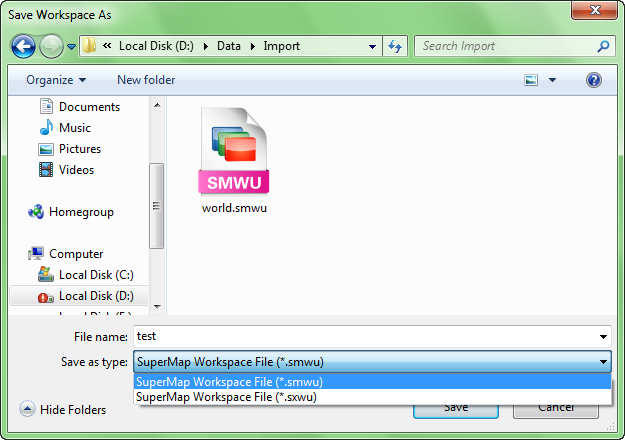 Save Workspace As
« Local Disk (D:) Data Import
Search Import
Organize New folder
Documents
Music
Pictures
Videos
Homegroup
Computer
Local Disk (C:)
Local Disk (D:)
SMWU
world.smwu
File name: test
Save as type: SuperMap Workspace File (*.smwu)
SuperMap Workspace File (*.smwu)
SuperMap Workspace File (*.sxwu)
Hide Folders
Save Cancel